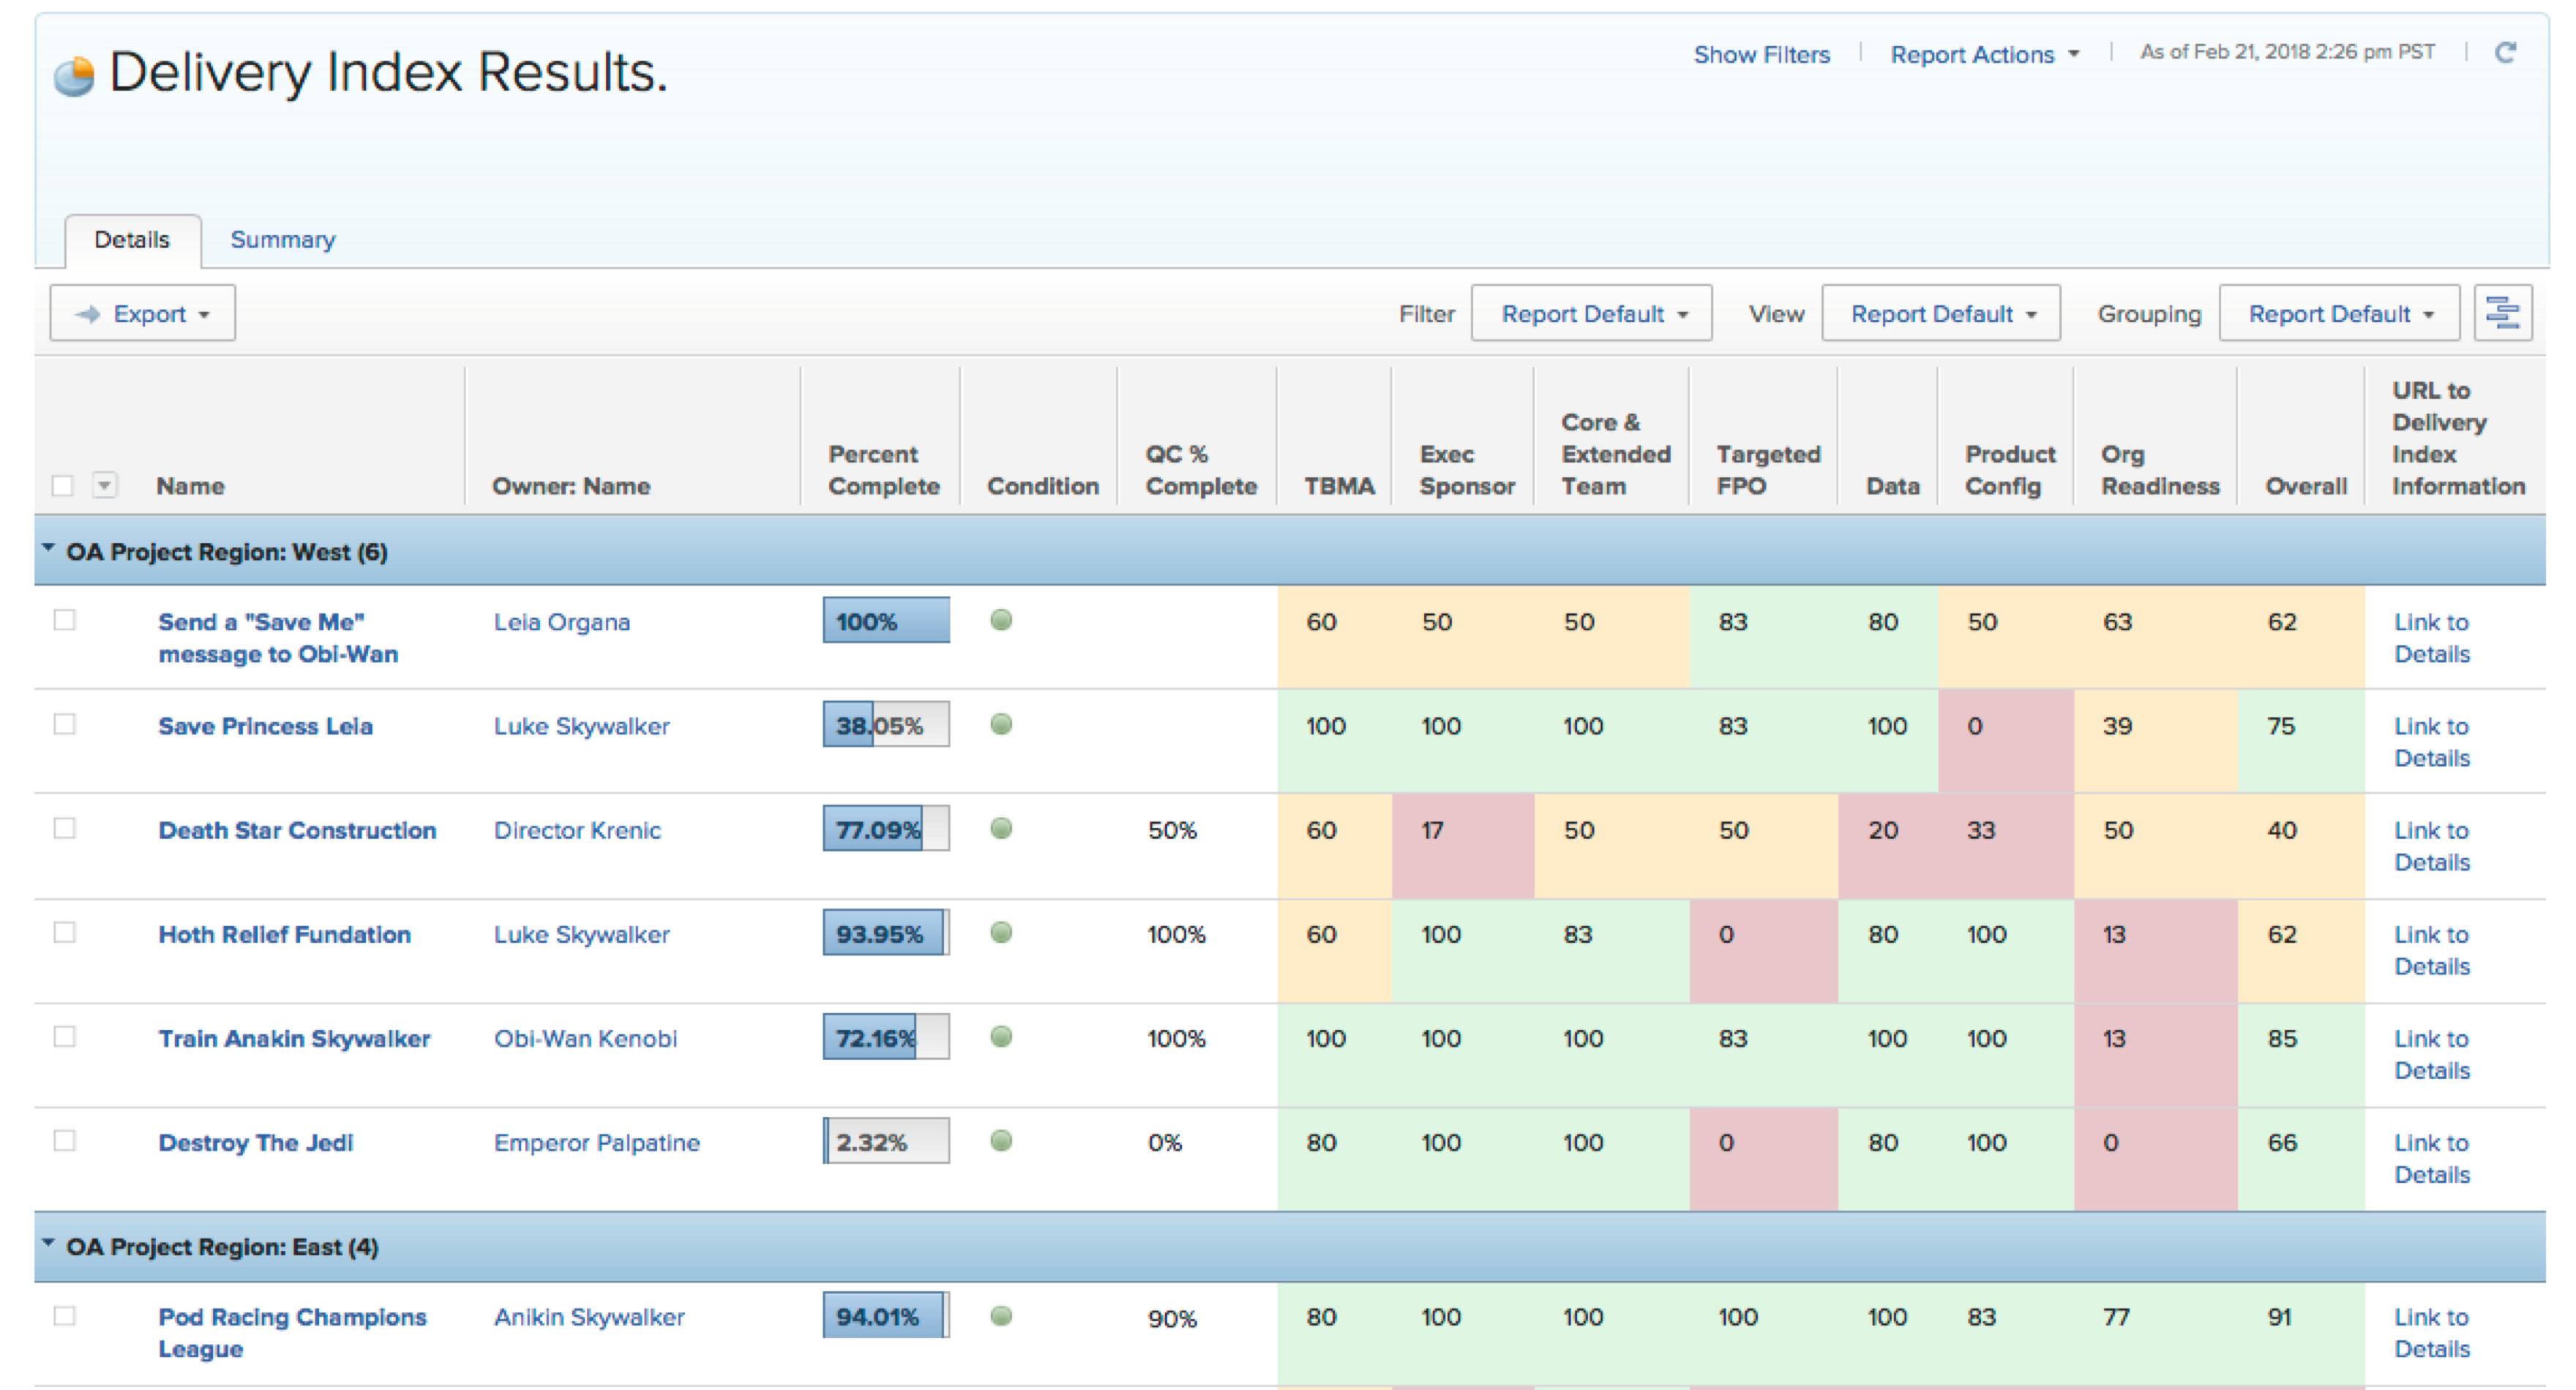 Delivery Index Results.
Show Filters
Report Actions
As of Feb 21, 2018 2:26 pm PST
Details
Summary
Export
Filter
Report Default
View
Report Default
Grouping
Report Default
Name
Owner: Name
Percent
Complete
Condition
QC %
Complete
TBMA
Exec
Sponsor
Core &
Extended
Team
Targeted
FPO
Data
Product
Config
Org
Readiness
Overall
URL to
Delivery
Index
Information
OA Project Region: West (6)
Send a "Save Me"
message to Obi-Wan
Leia Organa
100%
60
50
50
83
80
50
63
62
Link to
Details
Save Princess Leia
Luke Skywalker
38.05%
100
100
100
83
100
0
39
75
Link to
Details
Death Star Construction
Director Krenic
77.09%
50%
60
17
50
50
20
33
50
40
Link to
Details
Hoth Relief Fundation
Luke Skywalker
93.95%
100%
60
100
83
0
80
100
13
62
Link to
Details
Train Anakin Skywalker
Obi-Wan Kenobi
72.16%
100%
100
100
100
83
100
100
13
85
Link to
Details
Destroy The Jedi
Emperor Palpatine
2.32%
0%
80
100
100
0
80
100
0
66
Link to
Details
OA Project Region: East (4)
Pod Racing Champions
League
Anikin Skywalker
94.01%
90%
80
100
100
100
100
83
77
91
Link to
Details